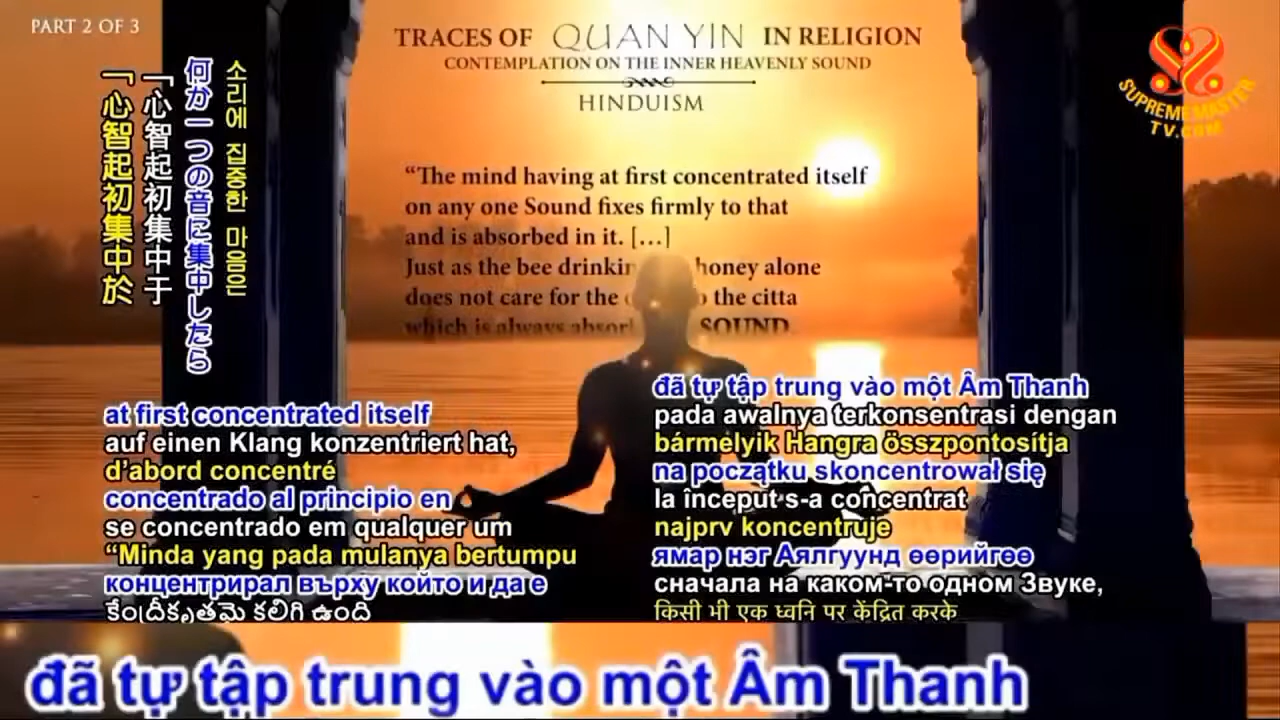 PART 2 OF 3
TRACES OF QUAN YIN IN RELIGION
CONTEMPLATION ON THE INNER HEAVENLY SOUND
HINDUISM
SUPREMEMASTER
TV.COM
“The mind having at first concentrated itself
on any one Sound fixes firmly to that
and is absorbed in it. […]
Just as the bee honey alone
does not care for the the citta
which is always SOUND.
소리에 집중한 마음은
何か一つの音に集中したら
「心智起初集中于
「心智起初集中於
at first concentrated itself
auf einen Klang konzentriert hat,
d’abord concentré
concentrado al principio en
se concentrado em qualquer um
“Minda yang pada mulanya bertumpu
концентрирал върху който и да е
కేంద్రీకృతమై కలిగి ఉంది
đã tự tập trung vào một Âm Thanh
pada awalnya terkonsentrasi dengan
bármelyik Hangra összpontosítja
na początku skoncentrował się
la început s-a concentrat
najprv koncentruje
ямар нэг Аялгуунд өөрийгөө
сначала на каком-то одном Звуке,
किसी भी एक ध्वनि पर केंद्रित करके
đã tự tập trung vào một Âm Thanh